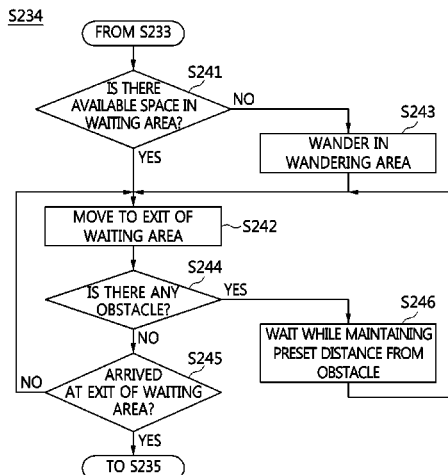 S234
FROM S233
S241
IS THERE
AVAILABLE SPACE IN
WAITING AREA?
NO
YES
S243
WANDER IN
WANDERING AREA
MOVE TO EXIT OF
WAITING AREA
S242
S244
IS THERE ANY
OBSTACLE?
YES
NO
S246
WAIT WHILE MAINTAINING
PRESET DISTANCE FROM
OBSTACLE
S245
ARRIVED
AT EXIT OF WAITING
AREA?
NO
YES
TO S235